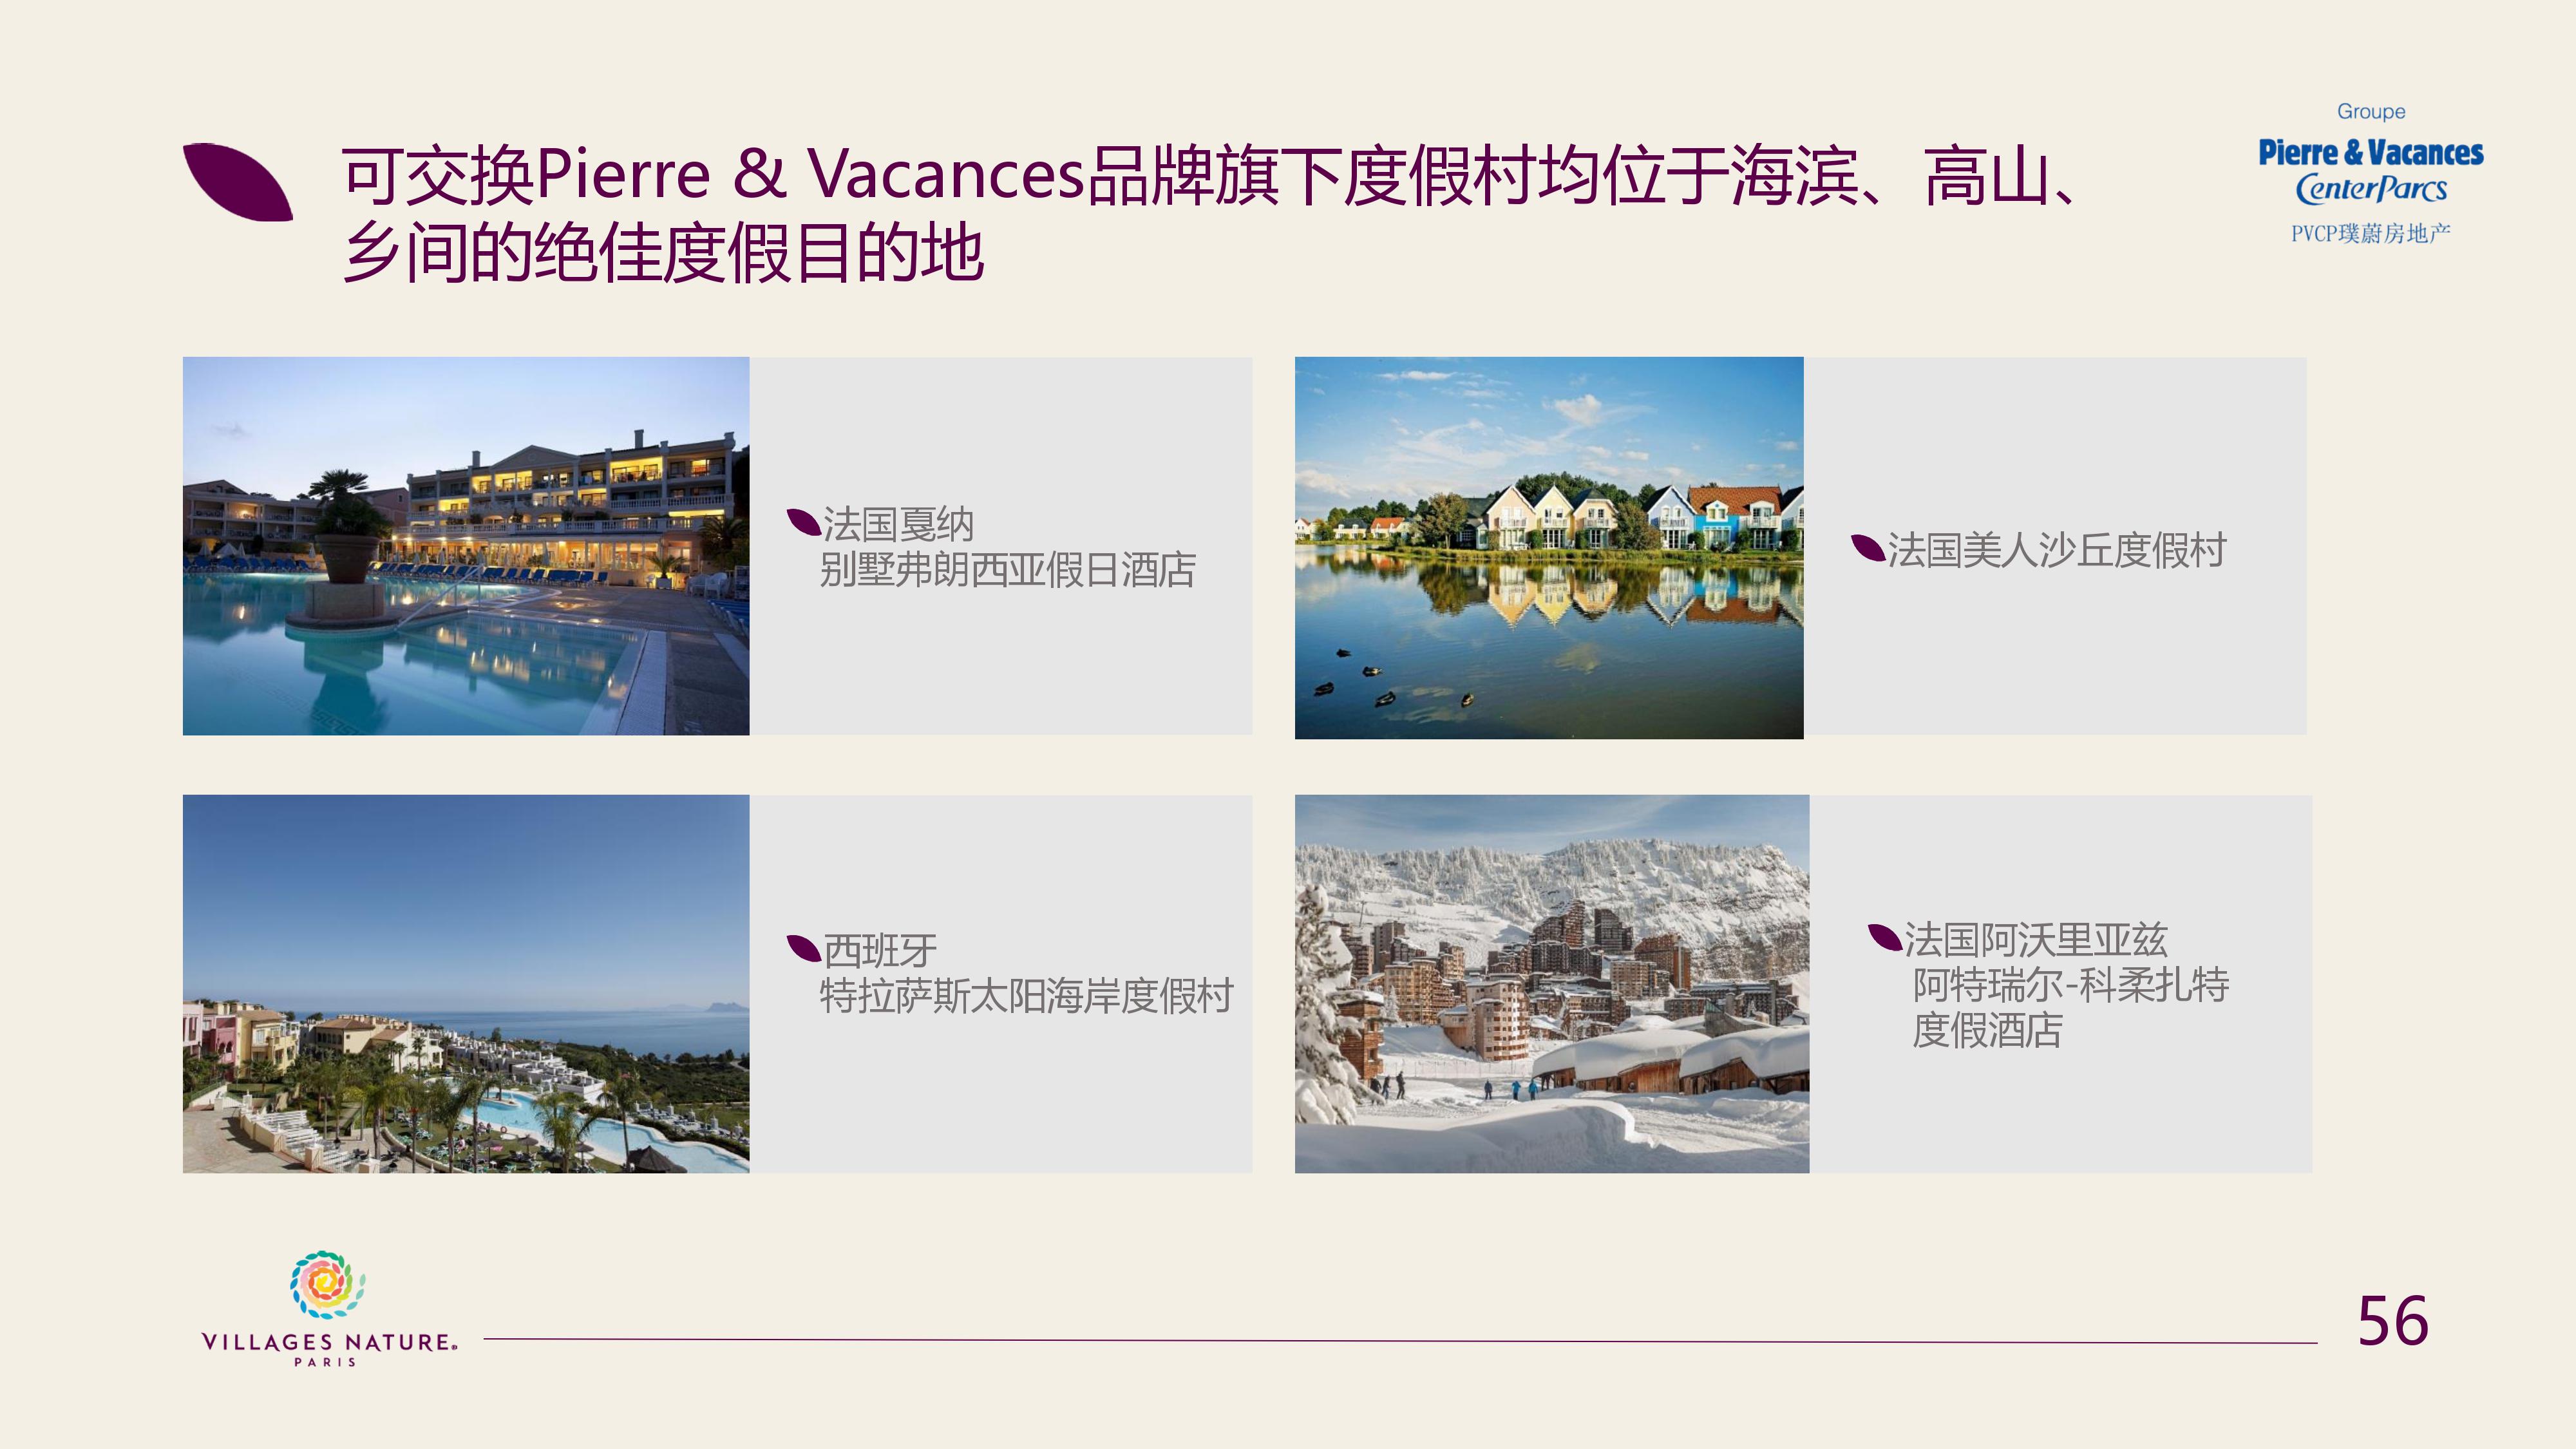 Groupe
Pierre & Vacances
CenterParcs
PVCP璞蔚房地产
可交换Pierre & Vacances品牌旗下度假村均位于海滨、高山、
乡间的绝佳度假目的地
法国戛纳
别墅弗朗西亚假日酒店
法国美人沙丘度假村
西班牙
特拉萨斯太阳海岸度假村
法国阿沃里亚兹
阿特瑞尔-科柔扎特
度假酒店
VILLAGES NATURE®
PARIS
56